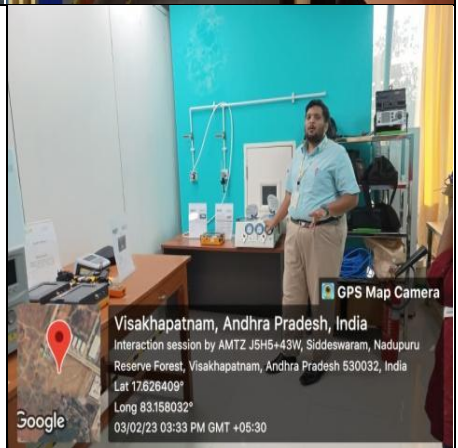 GPS Map Camera
Visakhapatnam, Andhra Pradesh, India
Interaction session by AMTZ J5H5+43W, Siddeswaram, Nadupuru
Reserve Forest, Visakhapatnam, Andhra Pradesh 530032, India
Lat 17.626409°
Long 83.158032°
03/02/23 03:33 PM GMT +05:30
Google